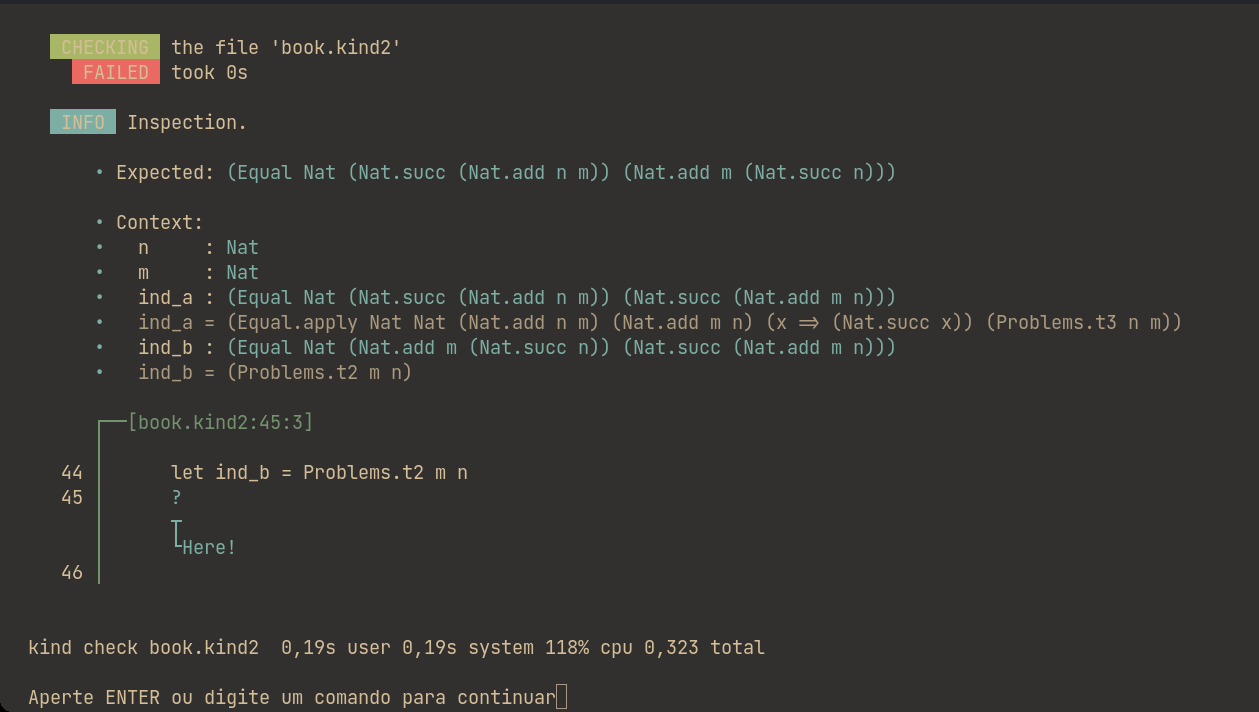 CHECKING the file 'book.kind2'
FAILED took 0s
INFO Inspection.
• Expected: (Equal Nat (Nat.succ (Nat.add n m)) (Nat.add m (Nat.succ n)))
• Context:
• n : Nat
• m : Nat
• ind_a : (Equal Nat (Nat.succ (Nat.add n m)) (Nat.succ (Nat.add m n)))
• ind_a = (Equal.apply Nat Nat (Nat.add n m) (Nat.add m n) (x => (Nat.succ x)) (Problems.t3 n m))
• ind_b : (Equal Nat (Nat.add m (Nat.succ n)) (Nat.succ (Nat.add m n)))
• ind_b = (Problems.t2 m n)
[book.kind2:45:3]
44 let ind_b = Problems.t2 m n
45 ?
Here!
46
kind check book.kind2 0,19s user 0,19s system 118% cpu 0,323 total
Aperte ENTER ou digite um comando para continuar